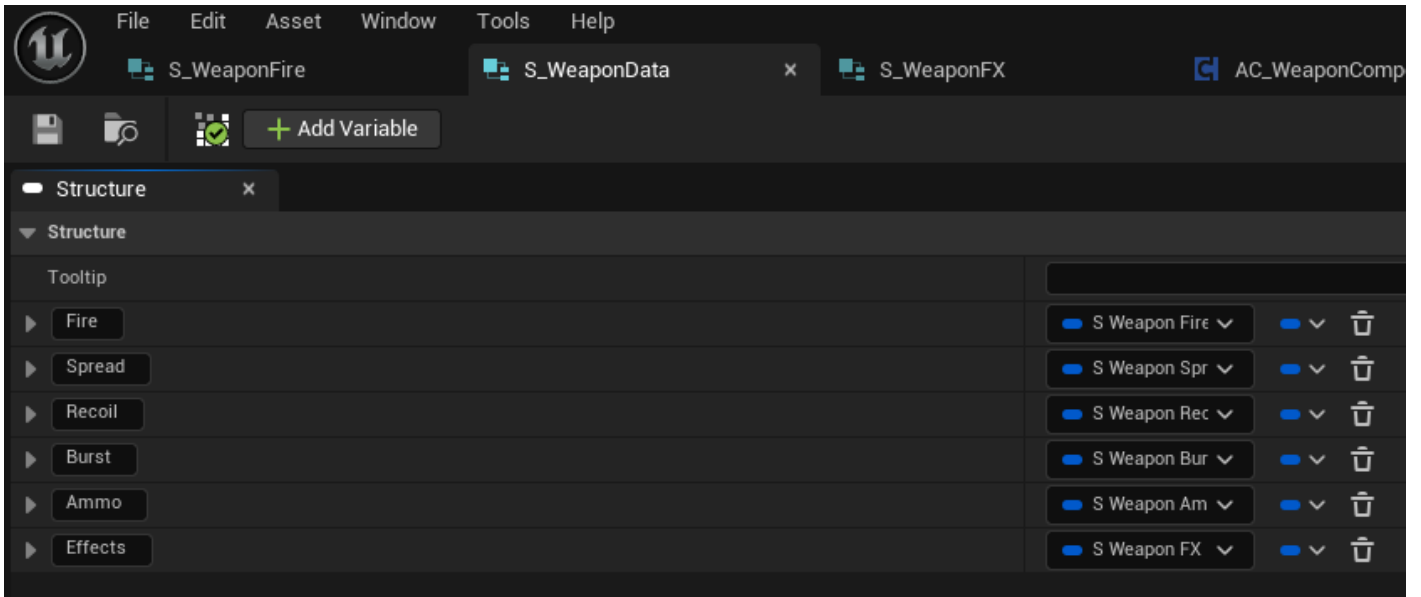 File Edit Asset Window Tools Help
S_WeaponFire S_WeaponData S_WeaponFX AC_WeaponComp
Add Variable
Structure
Structure
Tooltip
Fire S Weapon Fire
Spread S Weapon Spr
Recoil S Weapon Rec
Burst S Weapon Bur
Ammo S Weapon Am
Effects S Weapon FX